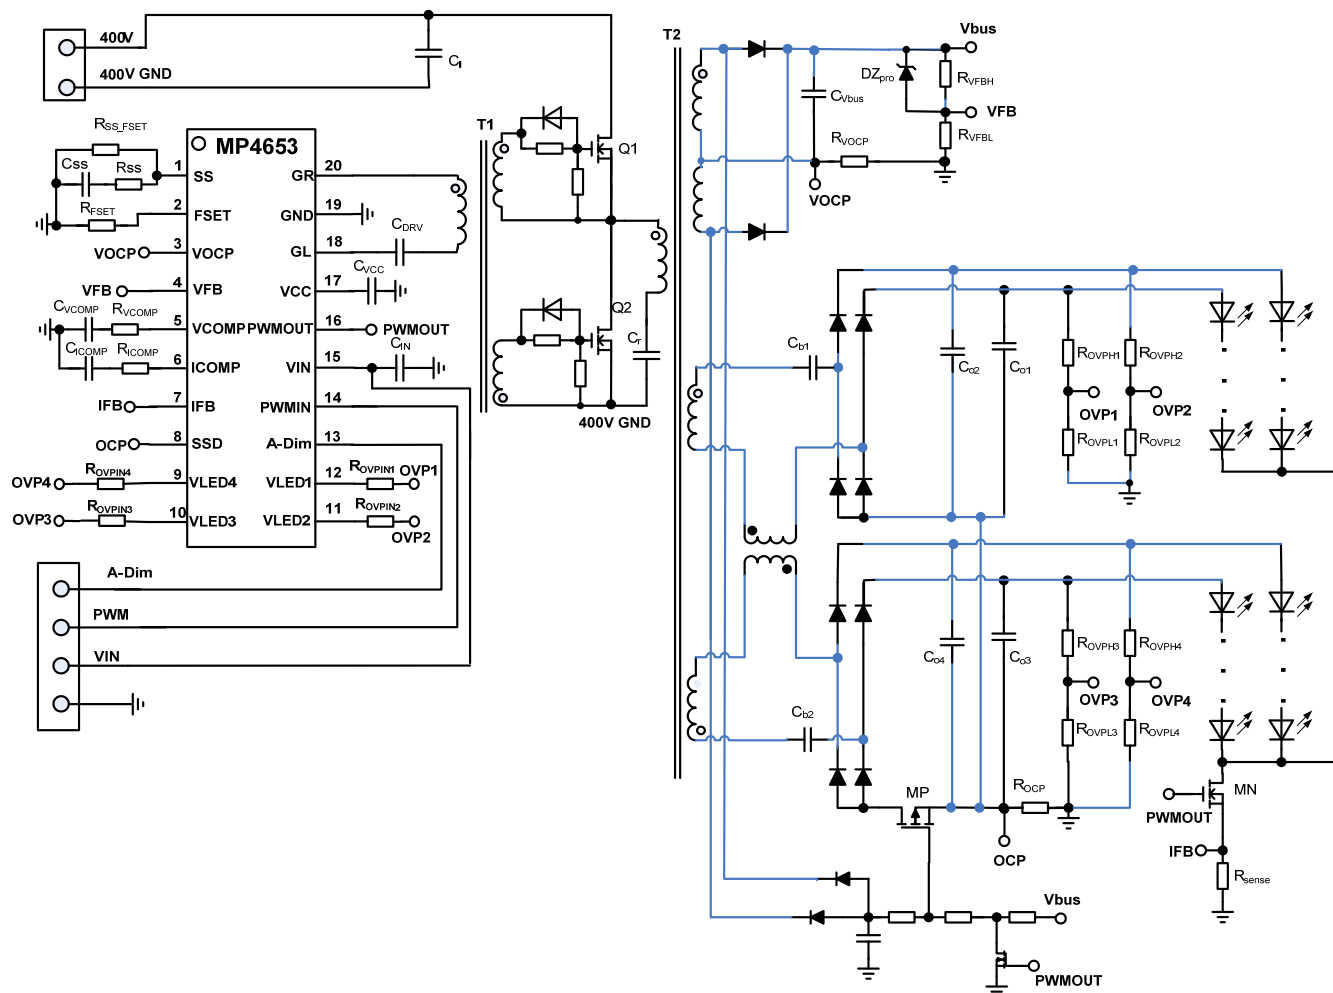 400V
400V GND
CI
T2
Vbus
DZpro
RVFBH
VFB
RVFBL
CVbus
RVOCP
VOCP
RSS_FSET
CSS
RSS
RFSET
MP4653
1 SS
2 FSET
VOCP 3 VOCP
VFB 4 VFB
CVCOMP RVCOMP 5 VCOMP
CICOMP RICOMP 6 ICOMP
IFB 7 IFB
OCP 8 SSD
OVP4 ROVPIN4 9 VLED4
OVP3 ROVPIN3 10 VLED3
GR 20
GND 19
GL 18 CDRV
VCC 17 CVCC
PWMOUT 16 PWMOUT
VIN 15 CIN
PWMIN 14
A-Dim 13
VLED1 12 ROVPIN1 OVP1
VLED2 11 ROVPIN2 OVP2
A-Dim
PWM
VIN
T1
Q1
Q2
Cr
400V GND
Cb1
Co2
Co1
ROVPH1
ROVPH2
OVP1
OVP2
ROVPL1
ROVPL2
Cb2
Co4
Co3
ROVPH3
ROVPH4
OVP3
OVP4
ROVPL3
ROVPL4
MP
ROCP
OCP
MN
PWMOUT
IFB
Rsense
Vbus
PWMOUT